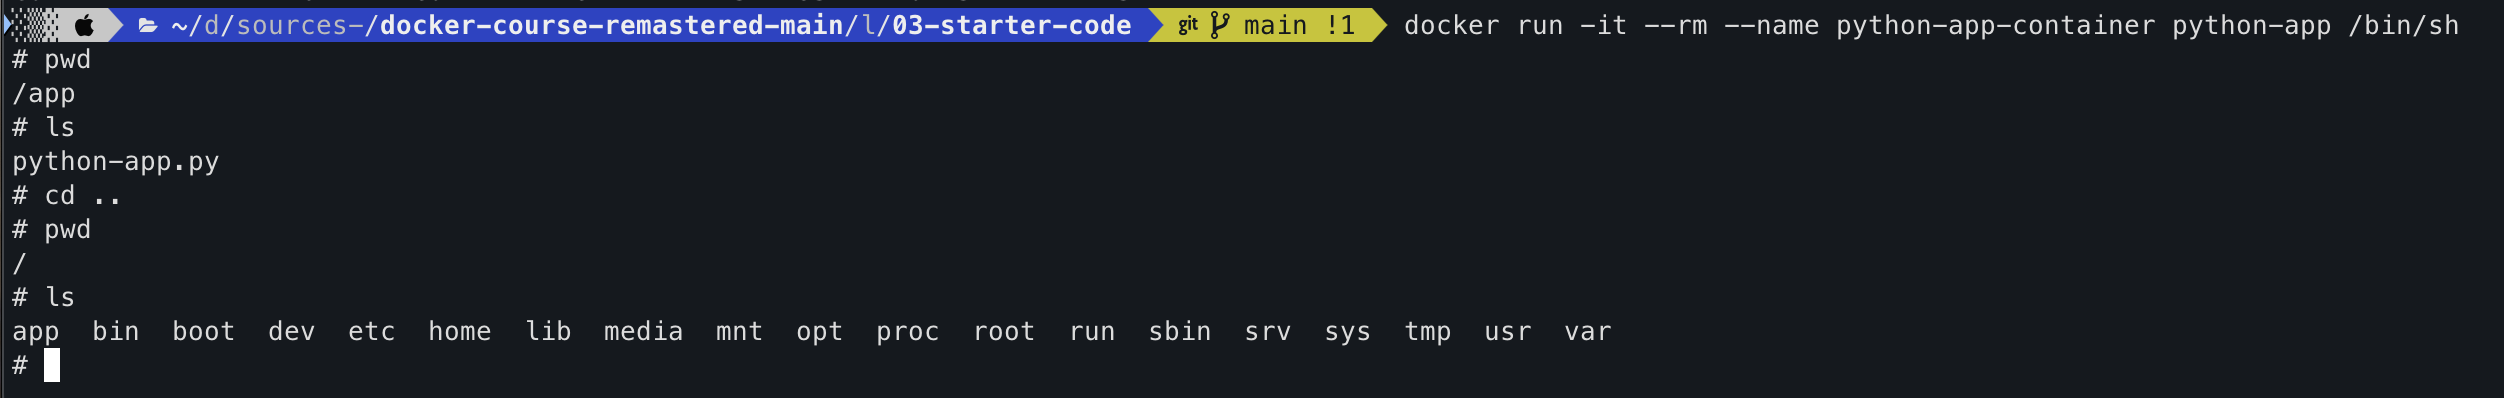 ~/d/sources-/docker-course-remastered-main/l/03-starter-code git main !1 docker run -it --rm --name python-app-container python-app /bin/sh
# pwd
/app
# ls
python-app.py
# cd ..
# pwd
/
# ls
app bin boot dev etc home lib media mnt opt proc root run sbin srv sys tmp usr var
#